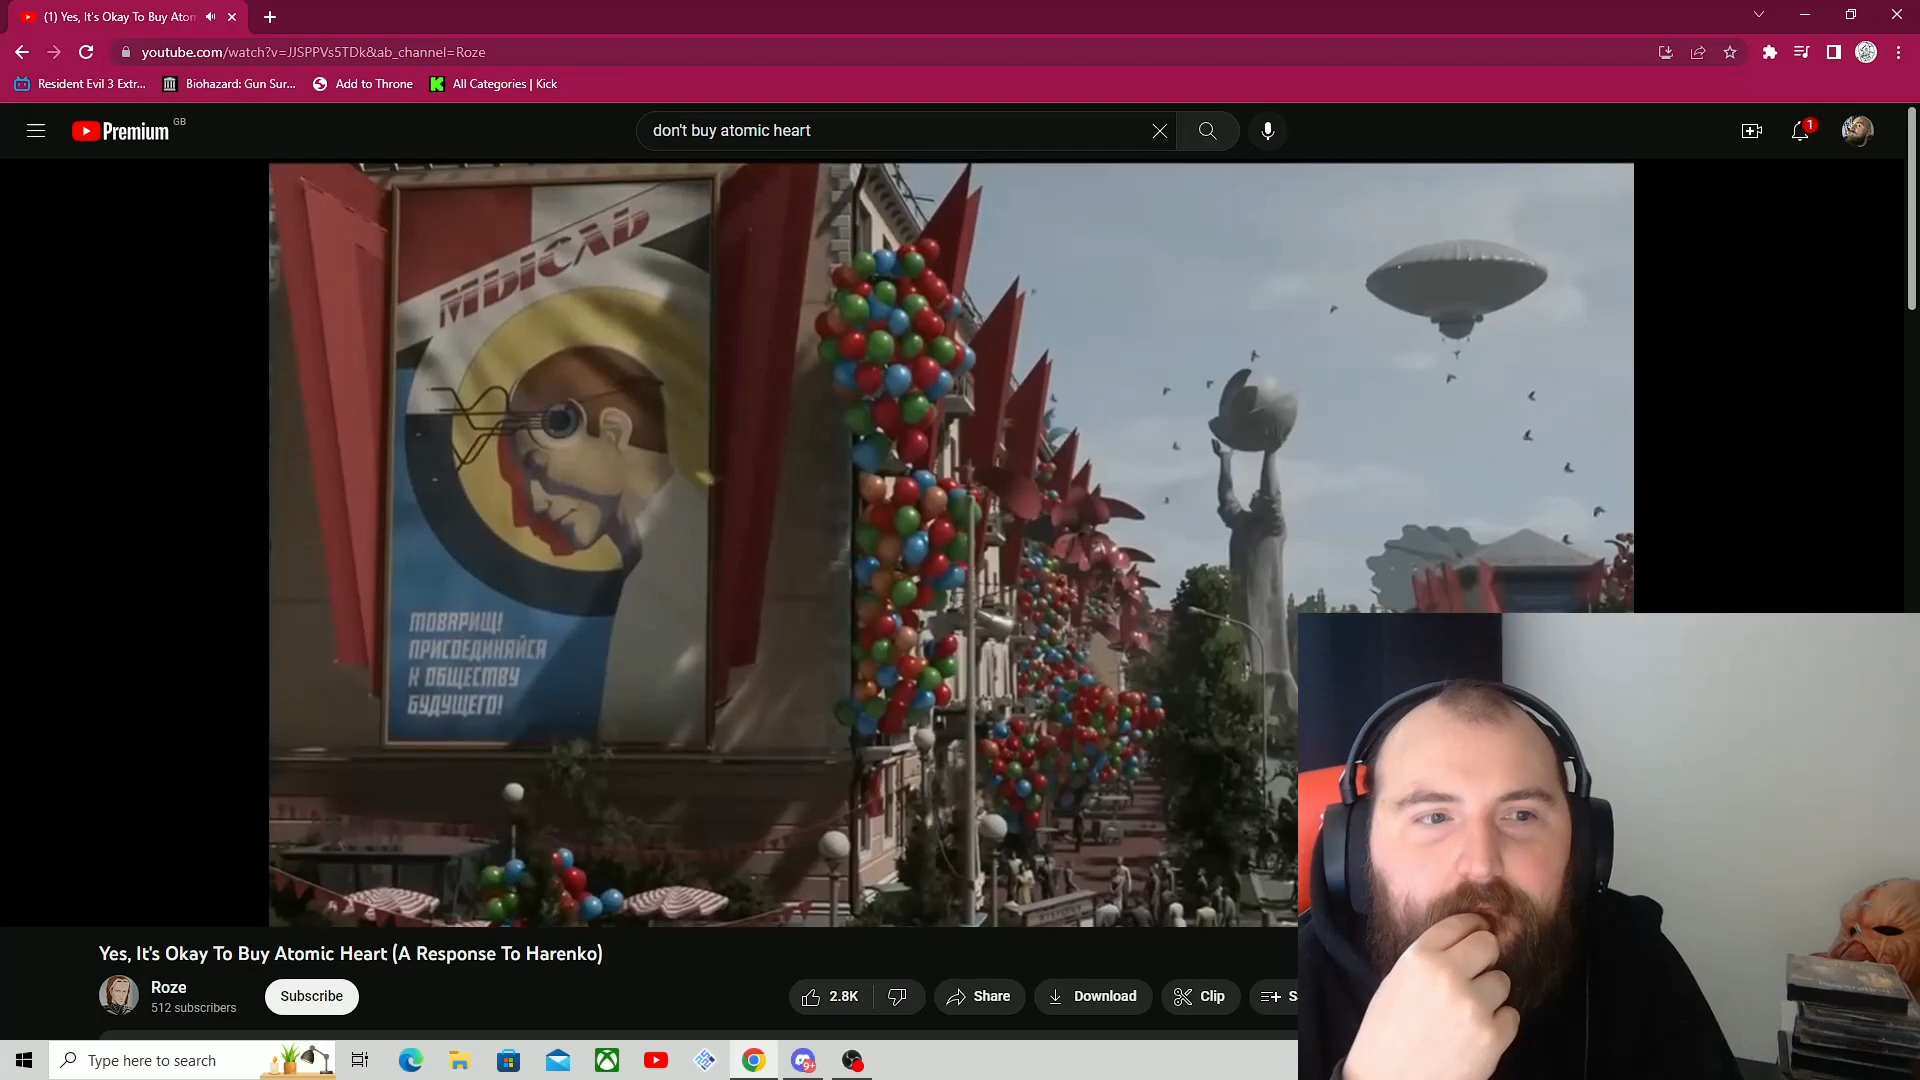 (1) Yes, It's Okay To Buy Aton
youtube.com/watch?v=JJSPPVs5TDk&ab_channel=Roze
Resident Evil 3 Extr...
Biohazard: Gun Sur...
Add to Throne
All Categories | Kick
Premium
GB
don't buy atomic heart
1
МЫСЛЬ
ТОВАРИЩ!
ПРИСОЕДИНЯЙСЯ
К ОБЩЕСТВУ
БУДУЩЕГО!
Yes, It's Okay To Buy Atomic Heart (A Response To Harenko)
Roze
512 subscribers
Subscribe
2.8K
Share
Download
Clip
S
Type here to search
9+